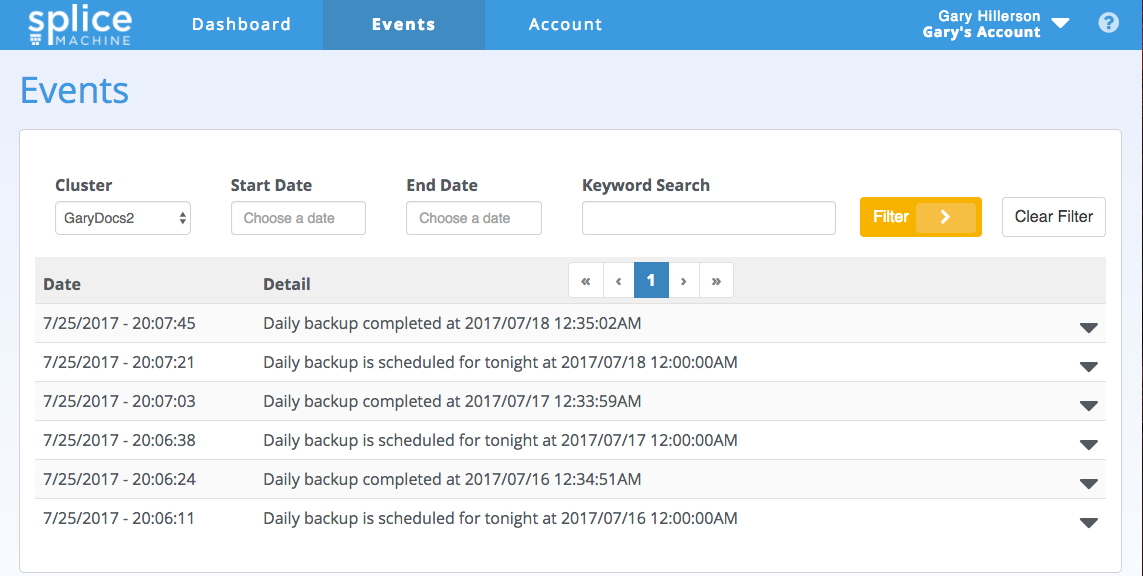 splice
MACHINE
Dashboard
Events
Account
Gary Hillerson
Gary's Account
?
Events
Cluster
Start Date
End Date
Keyword Search
GaryDocs2
Choose a date
Choose a date
Filter
Clear Filter
Date
Detail
« ‹ 1 › »
7/25/2017 - 20:07:45 Daily backup completed at 2017/07/18 12:35:02AM
7/25/2017 - 20:07:21 Daily backup is scheduled for tonight at 2017/07/18 12:00:00AM
7/25/2017 - 20:07:03 Daily backup completed at 2017/07/17 12:33:59AM
7/25/2017 - 20:06:38 Daily backup is scheduled for tonight at 2017/07/17 12:00:00AM
7/25/2017 - 20:06:24 Daily backup completed at 2017/07/16 12:34:51AM
7/25/2017 - 20:06:11 Daily backup is scheduled for tonight at 2017/07/16 12:00:00AM